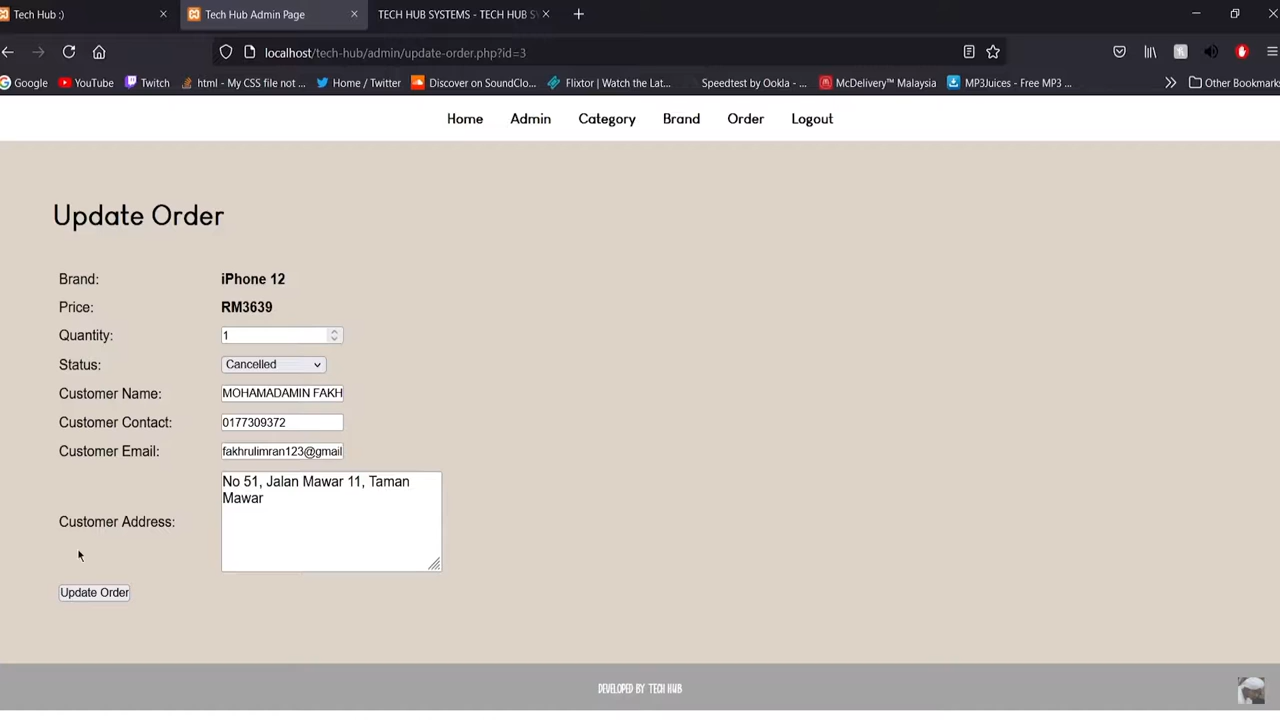 Tech Hub :)
Tech Hub Admin Page
TECH HUB SYSTEMS - TECH HUB S
localhost/tech-hub/admin/update-order.php?id=3
Google
YouTube
Twitch
html - My CSS file not ...
Home / Twitter
Discover on SoundClo...
Flixtor | Watch the Lat...
Speedtest by Ookla - ...
McDelivery™ Malaysia
MP3Juices - Free MP3 ...
Other Bookmarks
Home
Admin
Category
Brand
Order
Logout
Update Order
Brand: iPhone 12
Price: RM3639
Quantity: 1
Status: Cancelled
Customer Name: MOHAMADAMIN FAKH
Customer Contact: 0177309372
Customer Email: fakhrulimran123@gmail
No 51, Jalan Mawar 11, Taman
Mawar
Customer Address:
Update Order
DEVELOPED BY TECH HUB